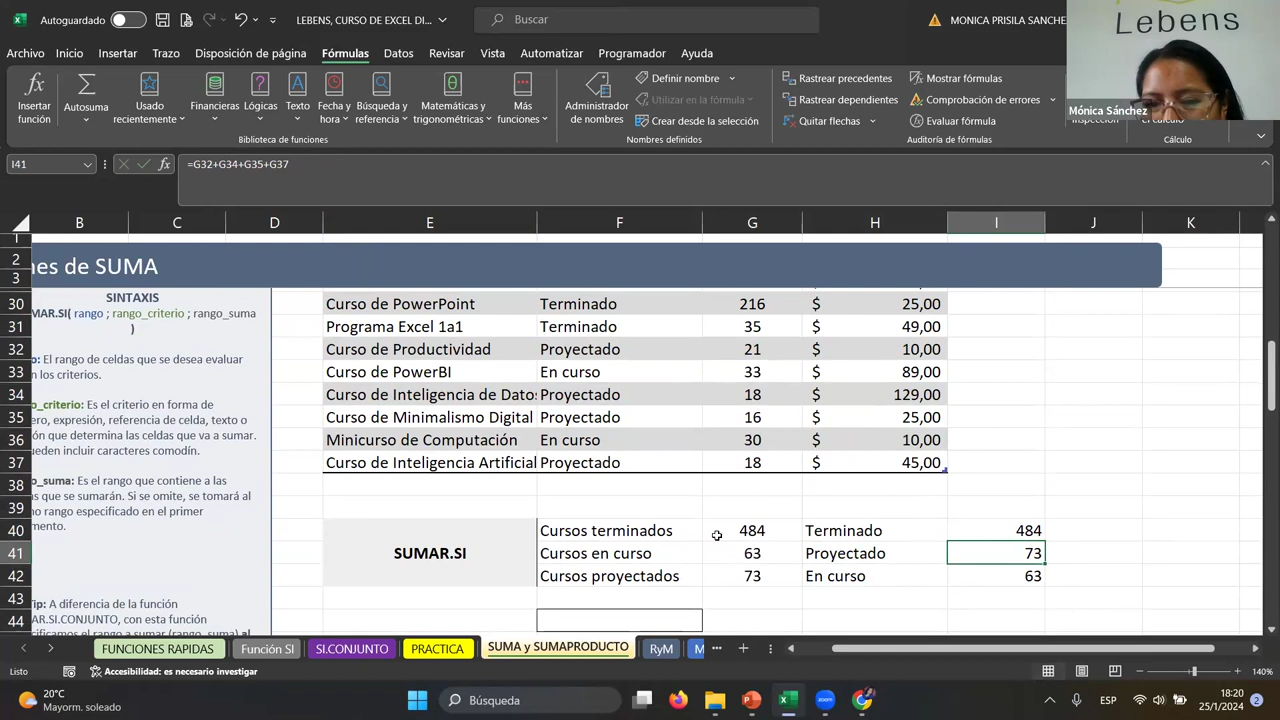 Autoguardado
LEBENS, CURSO DE EXCEL DI...
Buscar
MONICA PRISILA SANCHE
Lebens
Archivo Inicio Insertar Trazo Disposición de página Fórmulas Datos Revisar Vista Automatizar Programador Ayuda
Insertar función
Autosuma
Usado recientemente
Financieras
Lógicas
Texto
Fecha y hora
Búsqueda y referencia
Matemáticas y trigonométricas
Más funciones
Biblioteca de funciones
Administrador de nombres
Definir nombre
Utilizar en la fórmula
Crear desde la selección
Nombres definidos
Rastrear precedentes
Rastrear dependientes
Quitar flechas
Mostrar fórmulas
Comprobación de errores
Evaluar fórmula
Auditoría de fórmulas
Mónica Sánchez
Cálculo
I41
fx
=G32+G34+G35+G37
B C D E F G H I J K
1
2
3
nes de SUMA
SINTAXIS
MAR.SI( rango ; rango_criterio ; rango_suma
)
o: El rango de celdas que se desea evaluar
n los criterios.
o_criterio: Es el criterio en forma de
ero, expresión, referencia de celda, texto o
ión que determina las celdas que va a sumar.
ueden incluir caracteres comodín.
o_suma: Es el rango que contiene a las
as que se sumarán. Si se omite, se tomará al
no rango especificado en el primer
mento.
Tip: A diferencia de la función
MAR.SI.CONJUNTO, con esta función
30 Curso de PowerPoint Terminado 216 $ 25,00
31 Programa Excel 1a1 Terminado 35 $ 49,00
32 Curso de Productividad Proyectado 21 $ 10,00
33 Curso de PowerBI En curso 33 $ 89,00
34 Curso de Inteligencia de Datos Proyectado 18 $ 129,00
35 Curso de Minimalismo Digital Proyectado 16 $ 25,00
36 Minicurso de Computación En curso 30 $ 10,00
37 Curso de Inteligencia Artificial Proyectado 18 $ 45,00
38
39
40 Cursos terminados 484 Terminado 484
41 SUMAR.SI Cursos en curso 63 Proyectado 73
42 Cursos proyectados 73 En curso 63
43
44
FUNCIONES RAPIDAS Función SI SI.CONJUNTO PRACTICA SUMA y SUMAPRODUCTO RyM M
Listo
Accesibilidad: es necesario investigar
140%
20°C
Mayorm. soleado
Búsqueda
ESP
18:20
25/1/2024